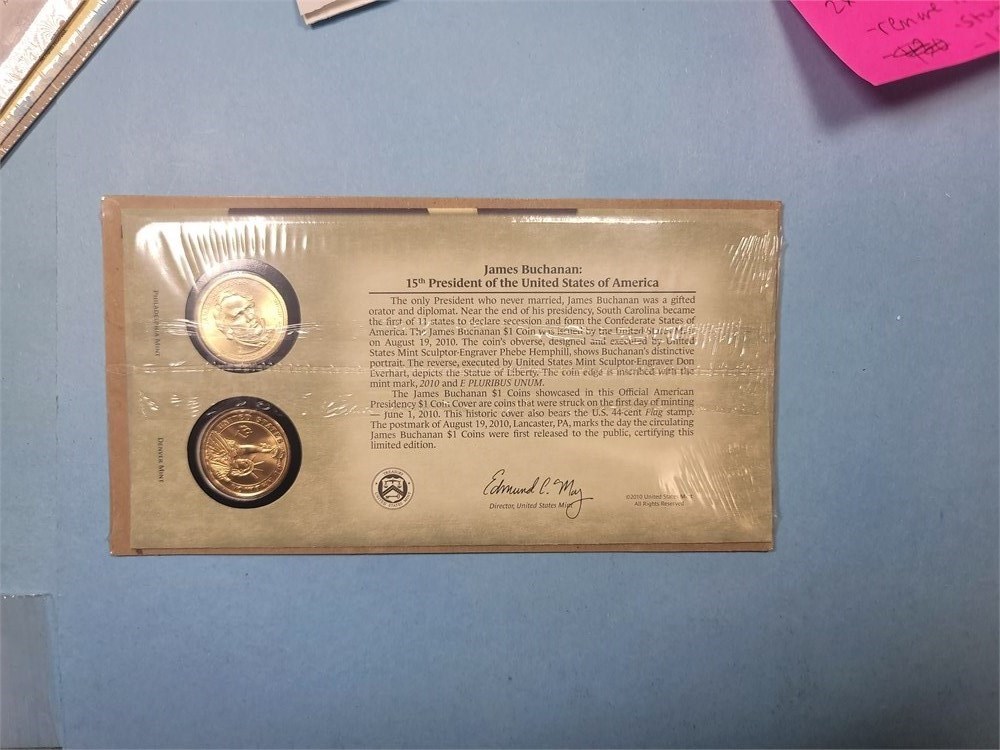 2
-remove
-Stu
James Buchanan:
15th President of the United States of America
The only President who never married, James Buchanan was a gifted
orator and diplomat. Near the end of his presidency, South Carolina became
the first of 11 states to declare secession and form the Confederate States of
America. The James Buchanan $1 Coin was issued by the United States Mint
on August 19, 2010. The coin's obverse, designed and executed by United
States Mint Sculptor-Engraver Phebe Hemphill, shows Buchanan's distinctive
portrait. The reverse, executed by United States Mint Sculptor-Engraver Don
Everhart, depicts the Statue of Liberty. The coin edge is inscribed with the
mint mark, 2010 and E PLURIBUS UNUM.
The James Buchanan $1 Coins showcased in this Official American
Presidency $1 Coin Cover are coins that were struck on the first day of minting
— June 1, 2010. This historic cover also bears the U.S. 44-cent Flag stamp.
The postmark of August 19, 2010, Lancaster, PA, marks the day the circulating
James Buchanan $1 Coins were first released to the public, certifying this
limited edition.
Edmund C. Moy
Director, United States Mint
©2010 United States Mint
All Rights Reserved
PHILADELPHIA MINT
DENVER MINT